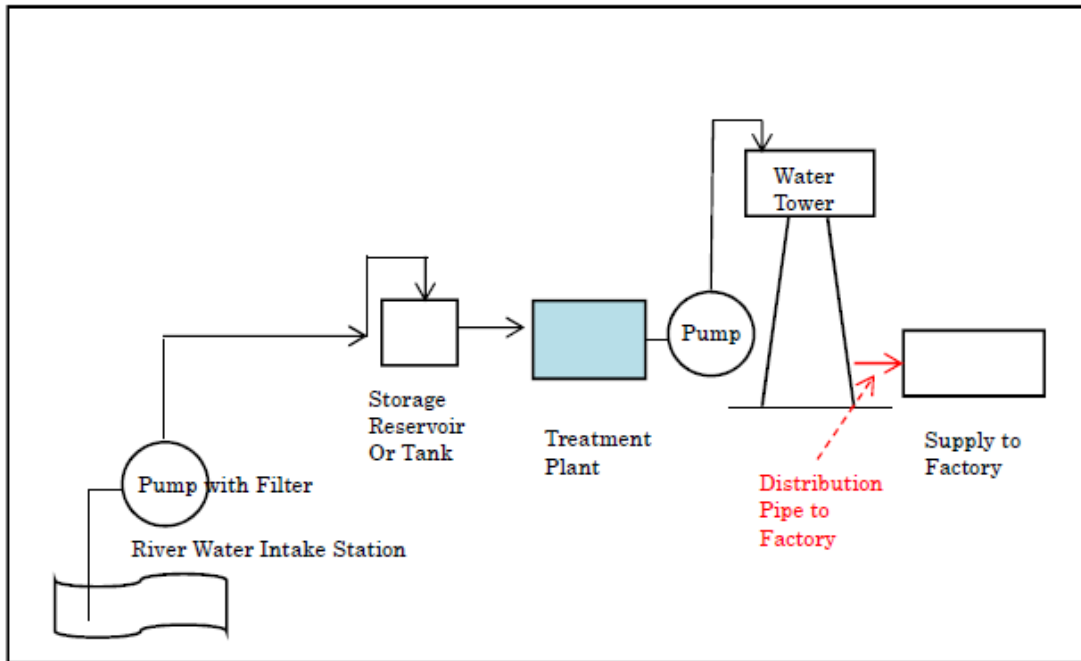 Water
Tower
Pump
Storage
Reservoir
Or Tank
Treatment
Plant
Supply to
Factory
Pump with Filter
Distribution
Pipe to
Factory
River Water Intake Station